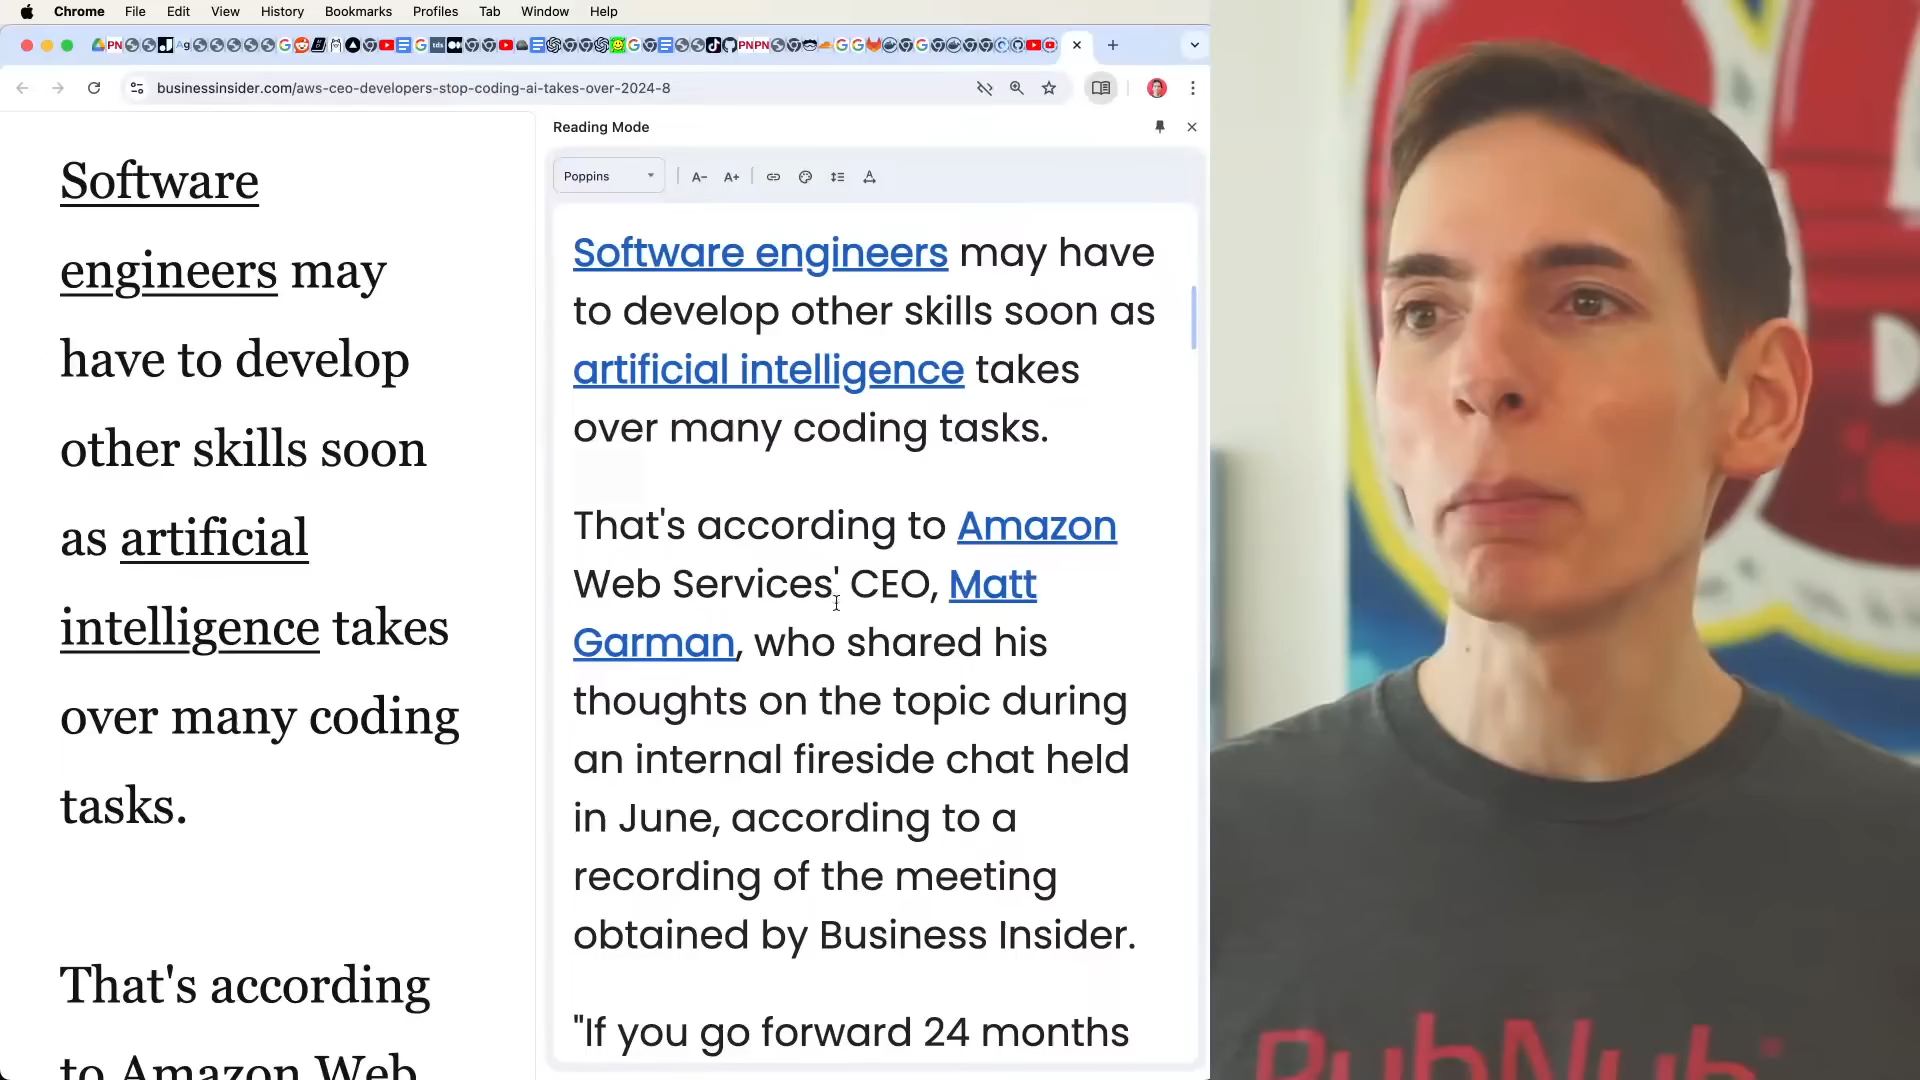 Chrome File Edit View History Bookmarks Profiles Tab Window Help
businessinsider.com/aws-ceo-developers-stop-coding-ai-takes-over-2024-8
Software
engineers may
have to develop
other skills soon
as artificial
intelligence takes
over many coding
tasks.
That's according
to Amazon Web
Reading Mode
Poppins
A- A+
Software engineers may have
to develop other skills soon as
artificial intelligence takes
over many coding tasks.
That's according to Amazon
Web Services' CEO, Matt
Garman, who shared his
thoughts on the topic during
an internal fireside chat held
in June, according to a
recording of the meeting
obtained by Business Insider.
"If you go forward 24 months
PubNub